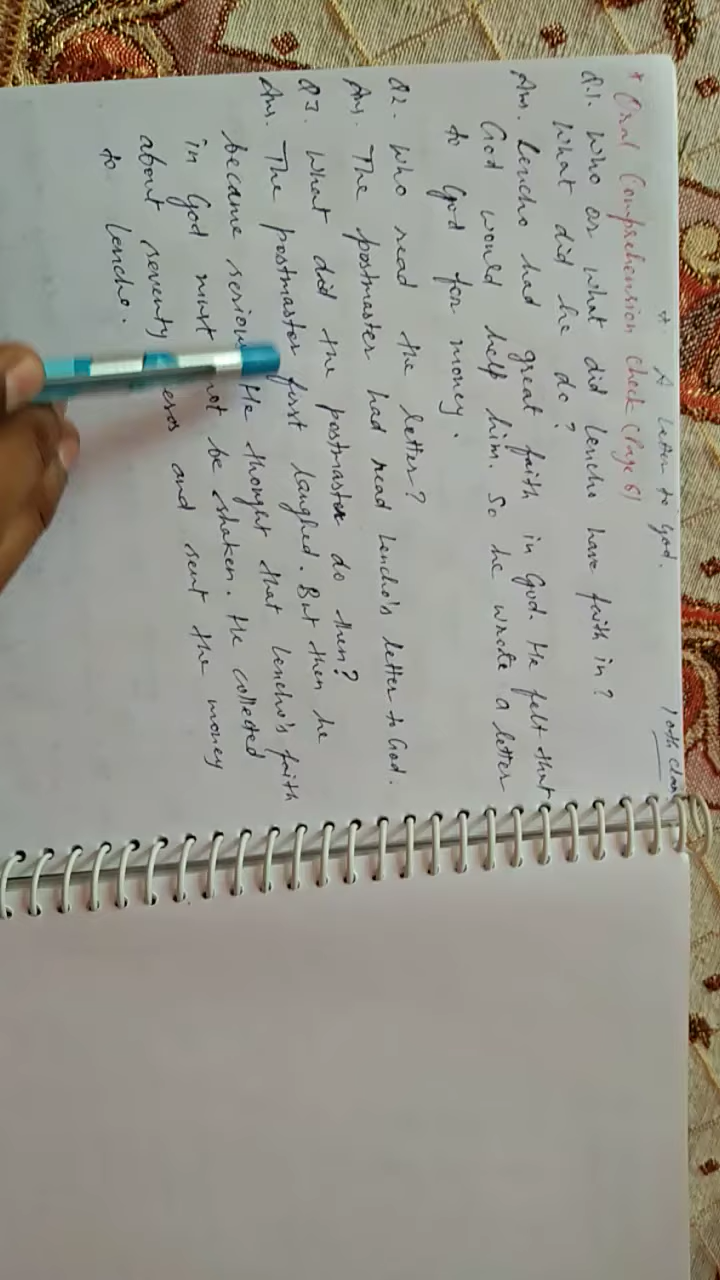 10th class
* A Letter to God.
* Oral Comprehension Check (Page 6)
Q.1. Who or what did Lencho have faith in?
What did he do?
Ans. Lencho had great faith in God. He felt that
God would help him. So he wrote a letter
to God for money.
Q2. Who read the letter?
Ans. The postmaster had read Lencho's letter to God.
Q3. What did the postmaster do then?
Ans. The postmaster first laughed. But then he
became He thought that Lencho's faith
in God must be shaken. He collected
about seventy and sent the money
to Lencho.